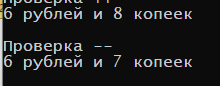 Проверка ++
6 рублей и 8 копеек
Проверка --
6 рублей и 7 копеек